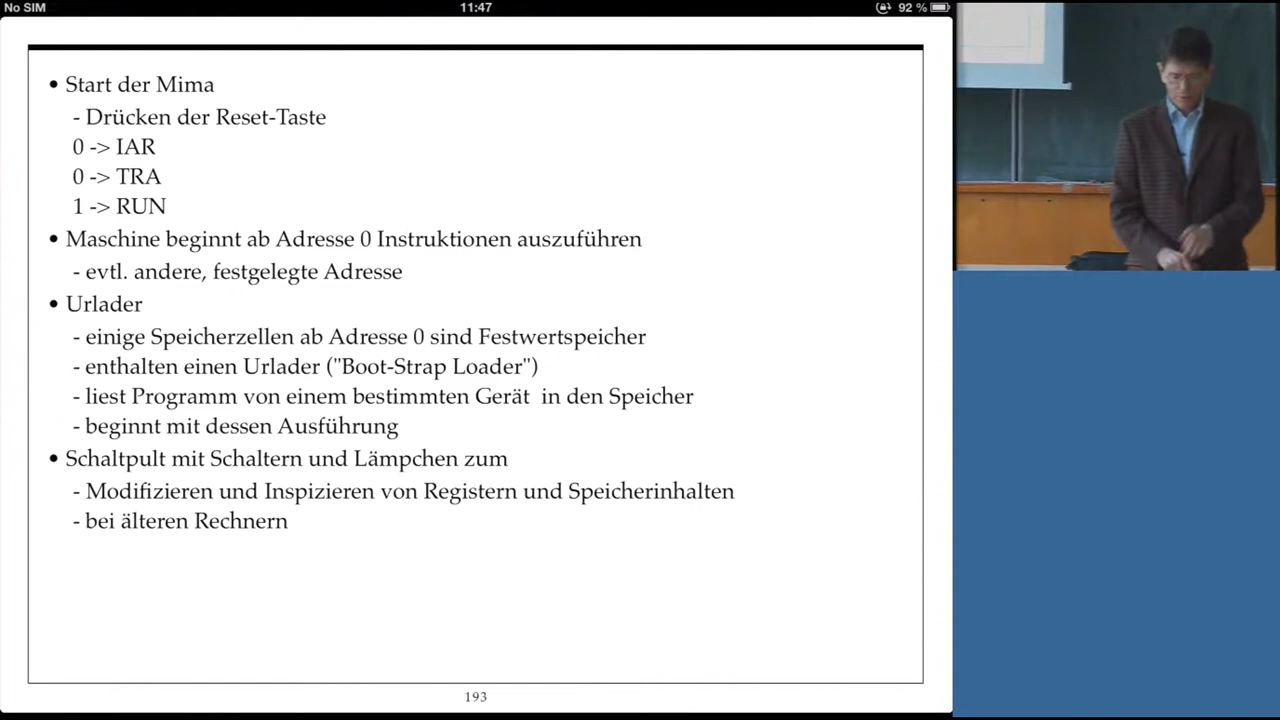 No SIM 11:47 92 %
• Start der Mima
- Drücken der Reset-Taste
0 -> IAR
0 -> TRA
1 -> RUN
• Maschine beginnt ab Adresse 0 Instruktionen auszuführen
- evtl. andere, festgelegte Adresse
• Urlader
- einige Speicherzellen ab Adresse 0 sind Festwertspeicher
- enthalten einen Urlader ("Boot-Strap Loader")
- liest Programm von einem bestimmten Gerät in den Speicher
- beginnt mit dessen Ausführung
• Schaltpult mit Schaltern und Lämpchen zum
- Modifizieren und Inspizieren von Registern und Speicherinhalten
- bei älteren Rechnern
193